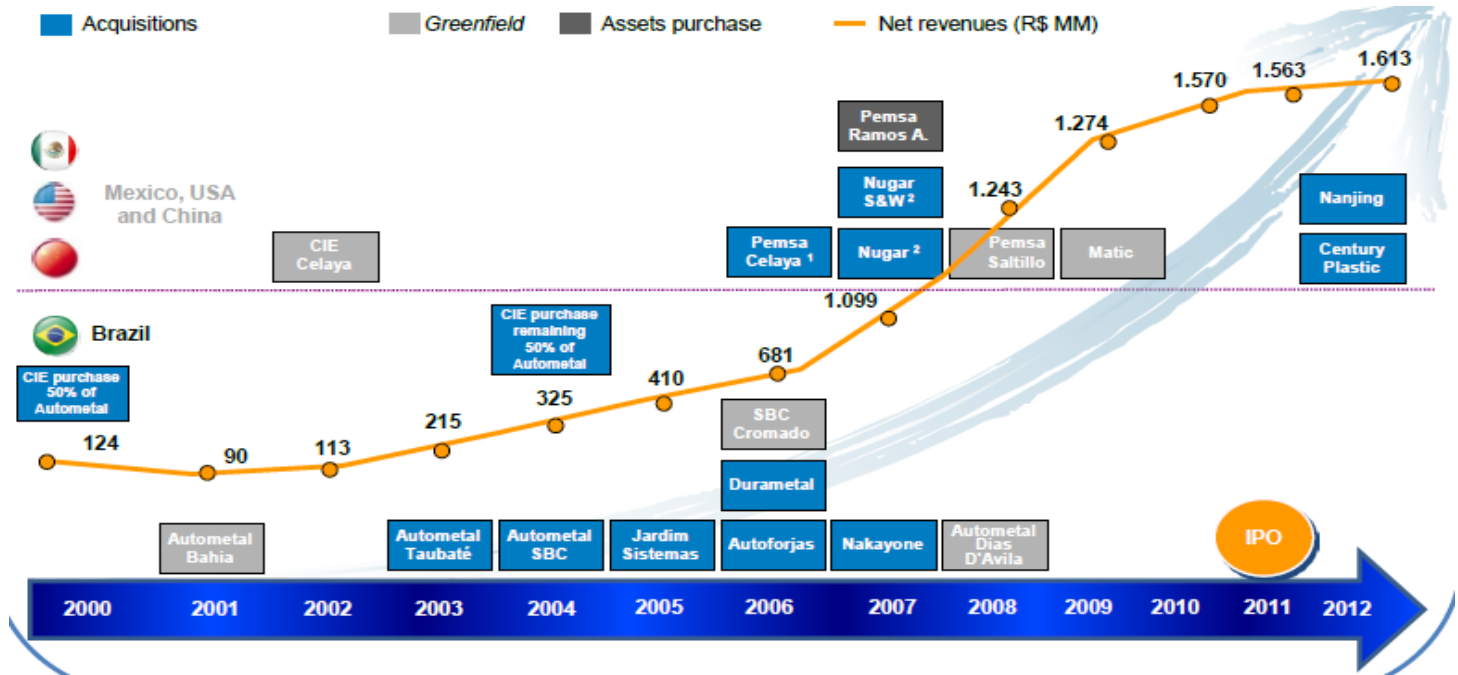 Acquisitions
Greenfield
Assets purchase
Net revenues (R$ MM)
1.613
1.563
1.570
1.274
1.243
Pemsa
Ramos A.
Nugar
S&W ²
Mexico, USA
and China
Nanjing
CIE
Celaya
Pemsa
Celaya ¹
Nugar ²
Pemsa
Saltillo
Matic
Century
Plastic
1.099
Brazil
CIE purchase
remaining
50% of
Autometal
CIE purchase
50% of
Autometal
681
410
325
215
124
90
113
SBC
Cromado
Durametal
Autometal
Bahia
Autometal
Taubaté
Autometal
SBC
Jardim
Sistemas
Autoforjas
Nakayone
Autometal
Dias
D'Avila
IPO
2000
2001
2002
2003
2004
2005
2006
2007
2008
2009
2010
2011
2012